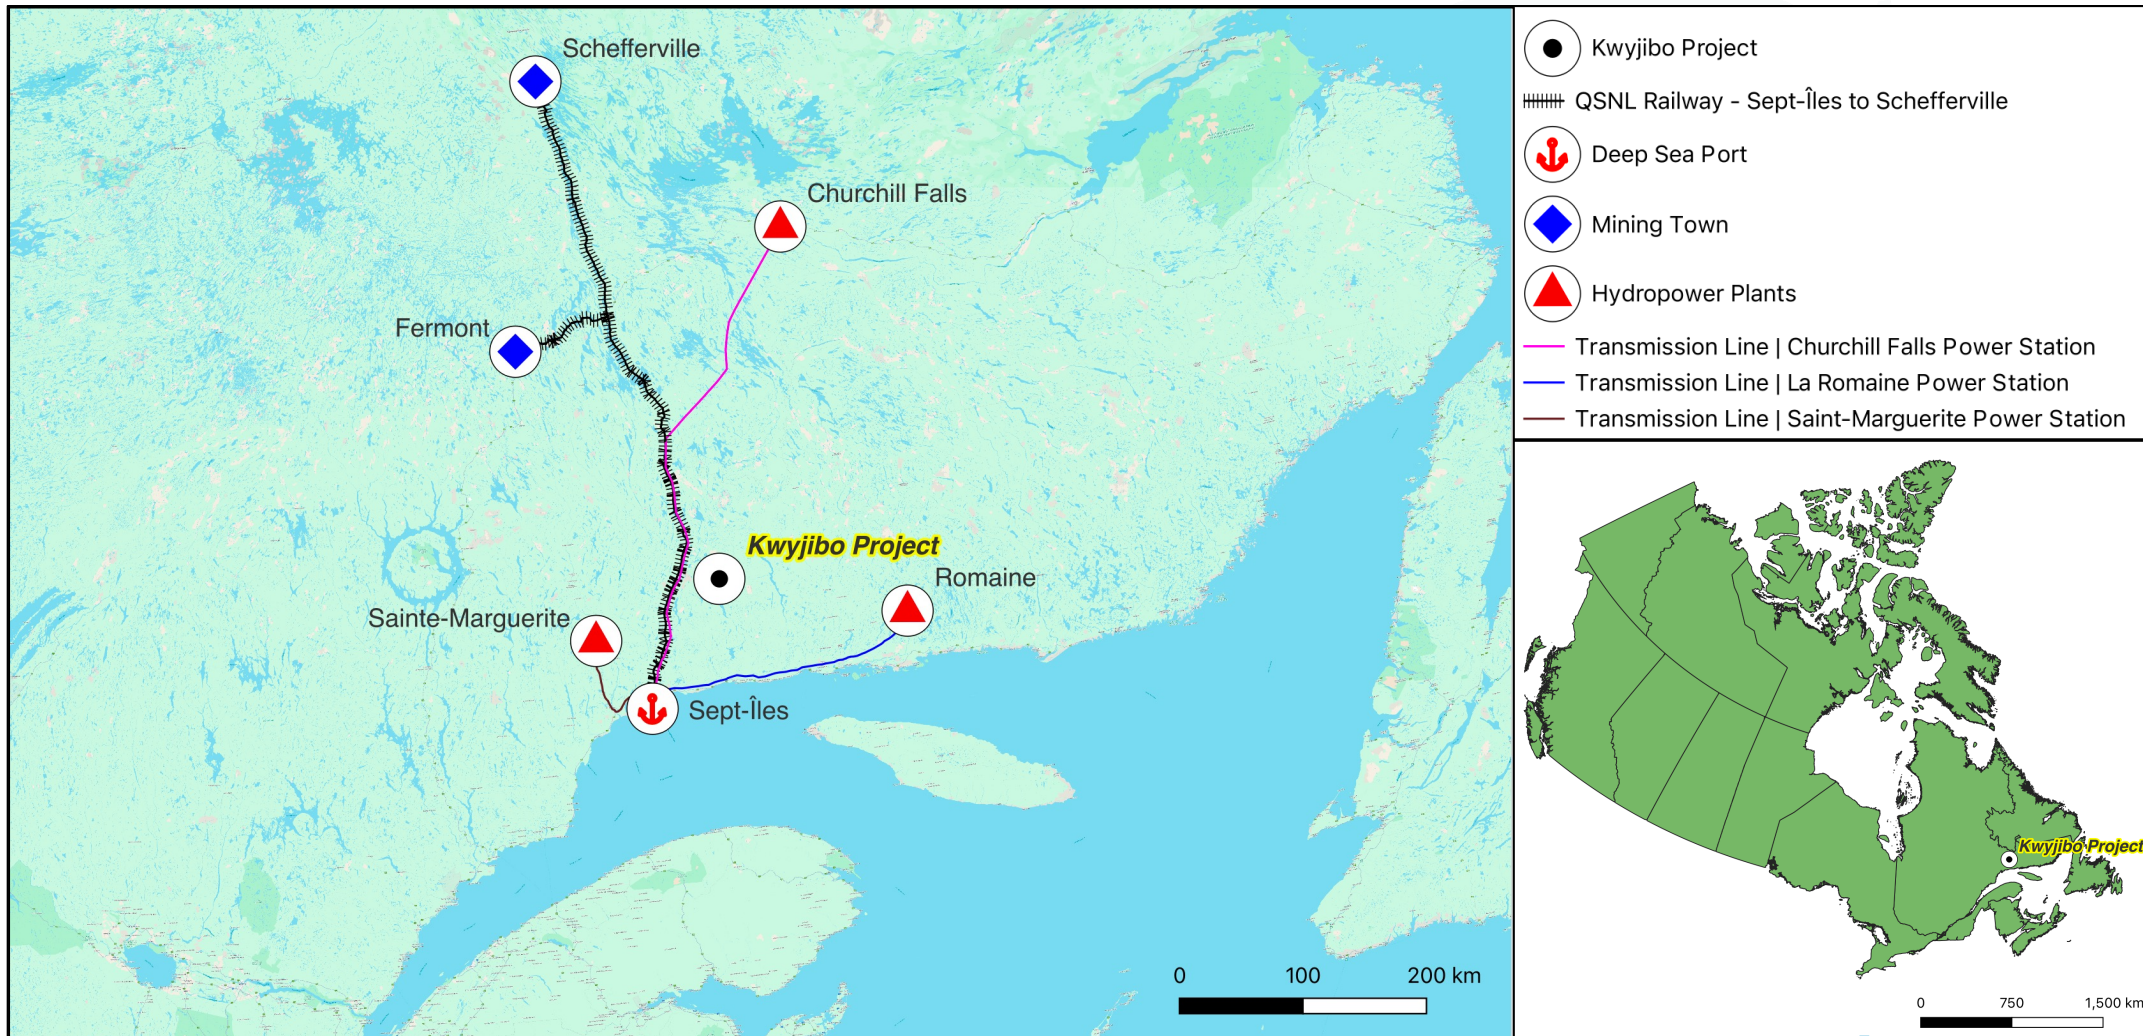 Schefferville
Churchill Falls
Fermont
Kwyjibo Project
Romaine
Sainte-Marguerite
Sept-Îles
0 100 200 km
Kwyjibo Project
QSNL Railway - Sept-Îles to Schefferville
Deep Sea Port
Mining Town
Hydropower Plants
Transmission Line | Churchill Falls Power Station
Transmission Line | La Romaine Power Station
Transmission Line | Saint-Marguerite Power Station
Kwyjibo Project
0 750 1,500 km